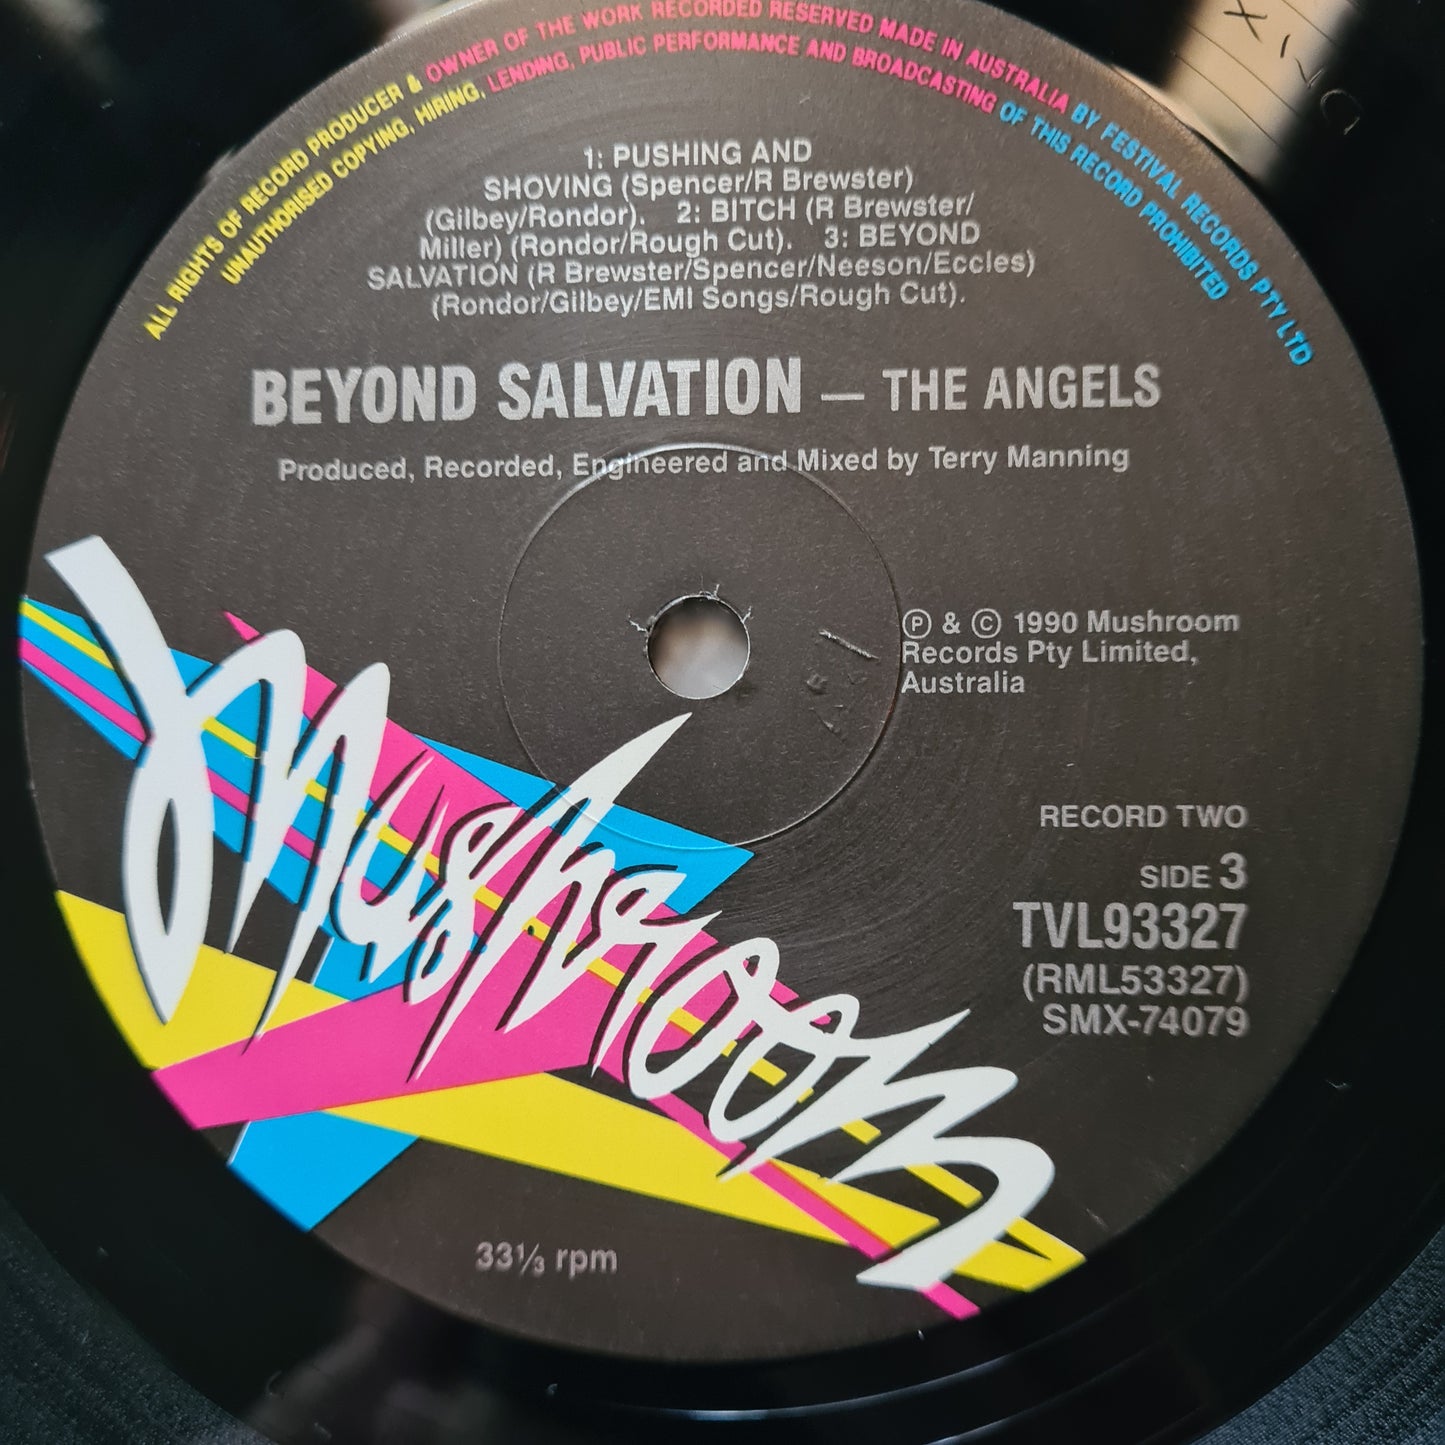 ALL RIGHTS OF RECORD PRODUCER & OWNER OF THE WORK RECORDED RESERVED MADE IN AUSTRALIA BY FESTIVAL RECORDS PTY LTD
UNAUTHORISED COPYING, HIRING, LENDING, PUBLIC PERFORMANCE AND BROADCASTING OF THIS RECORD PROHIBITED
1: PUSHING AND
SHOVING (Spencer/R Brewster)
(Gilbey/Rondor). 2: BITCH (R Brewster/
Miller) (Rondor/Rough Cut). 3: BEYOND
SALVATION (R Brewster/Spencer/Neeson/Eccles)
(Rondor/Gilbey/EMI Songs/Rough Cut).
BEYOND SALVATION — THE ANGELS
Produced, Recorded, Engineered and Mixed by Terry Manning
Ⓟ & © 1990 Mushroom
Records Pty Limited,
Australia
Mushroom
RECORD TWO
SIDE 3
TVL93327
(RML53327)
SMX-74079
33⅓ rpm